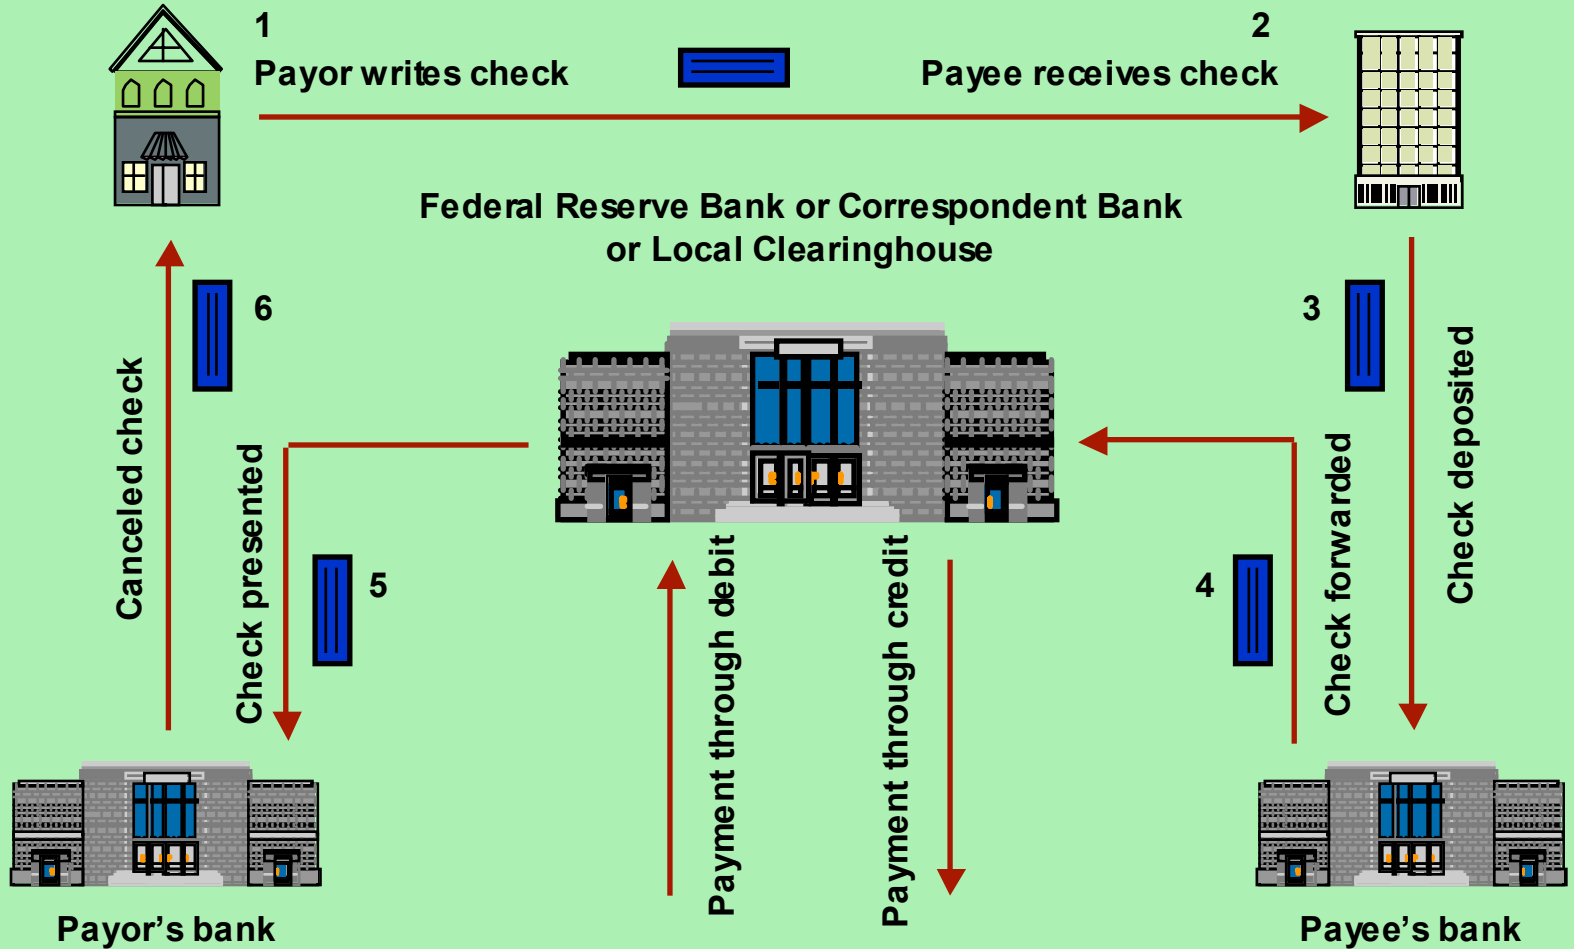 1
Payor writes check
2
Payee receives check
Federal Reserve Bank or Correspondent Bank
or Local Clearinghouse
6
Canceled check
Check presented
5
Payment through debit
Payment through credit
3
Check deposited
4
Check forwarded
Payor’s bank
Payee’s bank